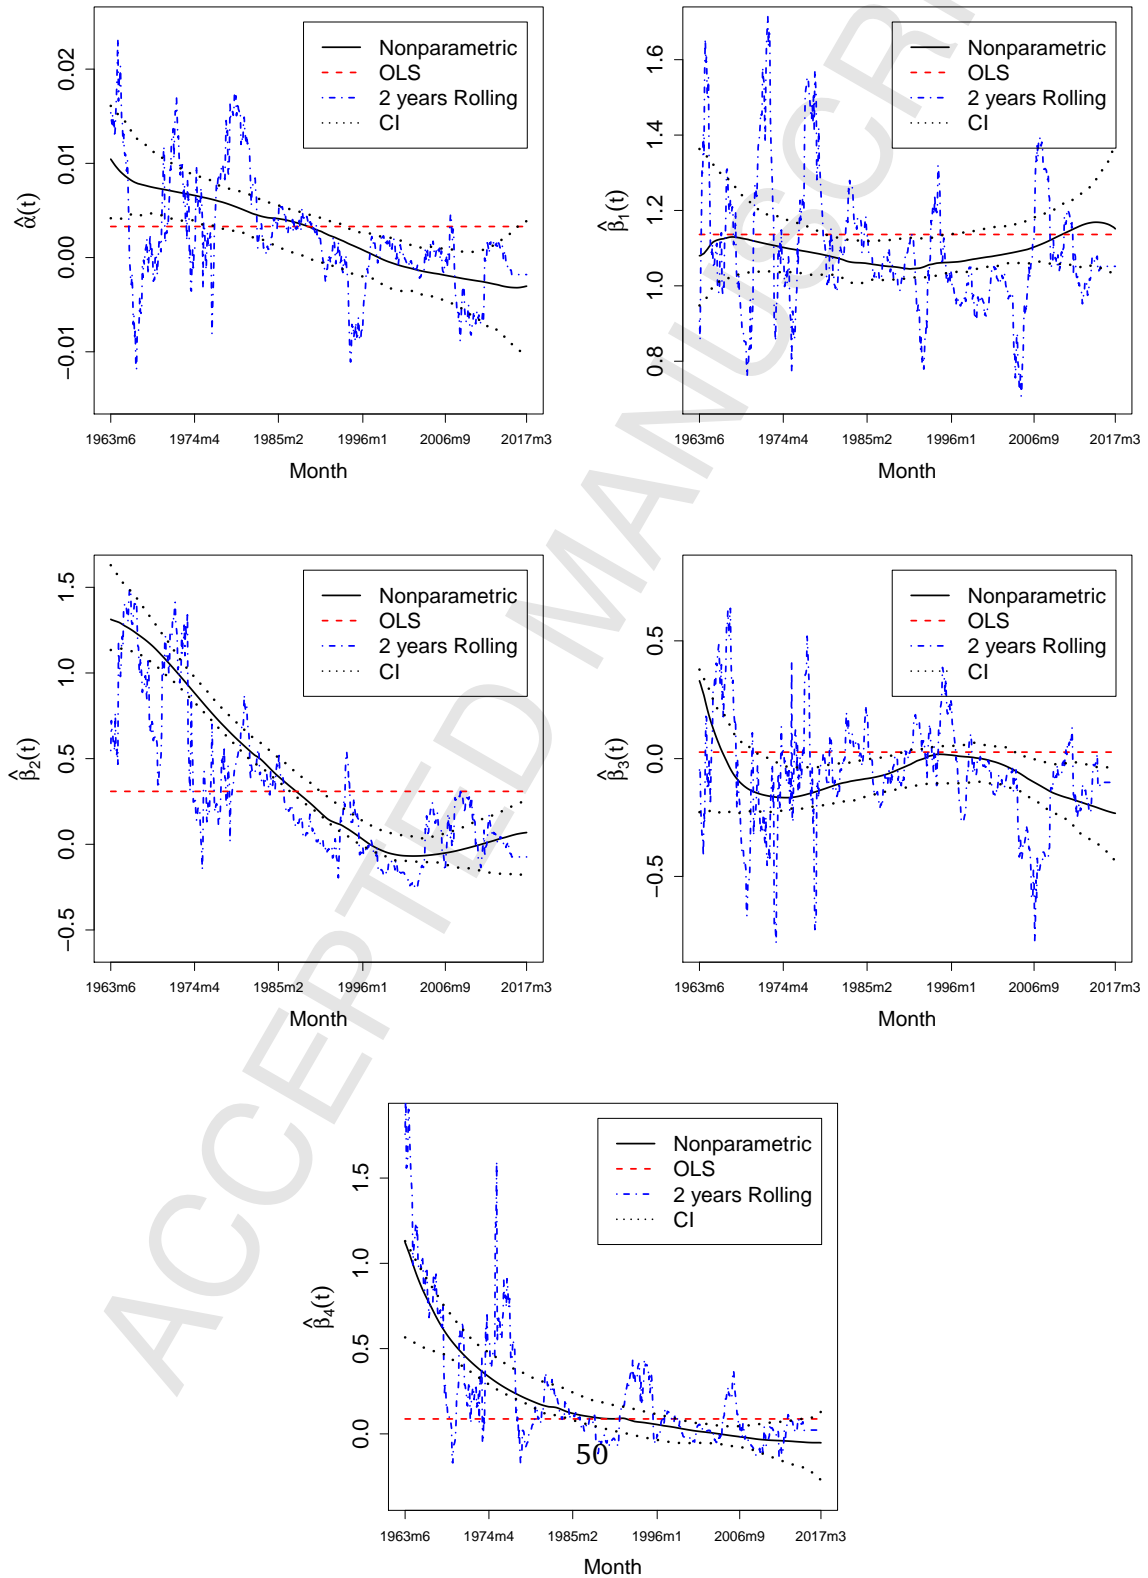 Nonparametric
OLS
2 years Rolling
CI
α̂(t)
0.02
0.01
0.00
−0.01
1963m6 1974m4 1985m2 1996m1 2006m9 2017m3
Month
Nonparametric
OLS
2 years Rolling
CI
β̂₁(t)
1.6
1.4
1.2
1.0
0.8
1963m6 1974m4 1985m2 1996m1 2006m9 2017m3
Month
Nonparametric
OLS
2 years Rolling
CI
β̂₂(t)
1.5
1.0
0.5
0.0
−0.5
1963m6 1974m4 1985m2 1996m1 2006m9 2017m3
Month
Nonparametric
OLS
2 years Rolling
CI
β̂₃(t)
0.5
0.0
−0.5
1963m6 1974m4 1985m2 1996m1 2006m9 2017m3
Month
Nonparametric
OLS
2 years Rolling
CI
β̂₄(t)
1.5
1.0
0.5
0.0
1963m6 1974m4 1985m2 1996m1 2006m9 2017m3
Month
50
ACCEPTED MANUSCRI